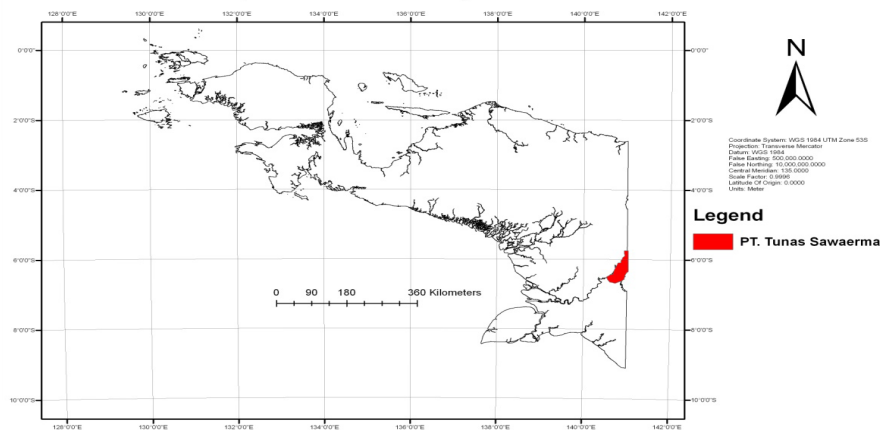 128°0'0"E 130°0'0"E 132°0'0"E 134°0'0"E 136°0'0"E 138°0'0"E 140°0'0"E 142°0'0"E
0°0'0" 0°0'0"
2°0'0"S 2°0'0"S
4°0'0"S 4°0'0"S
6°0'0"S 6°0'0"S
8°0'0"S 8°0'0"S
10°0'0"S 10°0'0"S
0 90 180 360 Kilometers
128°0'0"E 130°0'0"E 132°0'0"E 134°0'0"E 136°0'0"E 138°0'0"E 140°0'0"E 142°0'0"E
N
Coordinate System: WGS 1984 UTM Zone 53S
Projection: Transverse Mercator
Datum: WGS 1984
False Easting: 500,000.0000
False Northing: 10,000,000.0000
Central Meridian: 135.0000
Scale Factor: 0.9996
Latitude Of Origin: 0.0000
Units: Meter
Legend
PT. Tunas Sawaerma